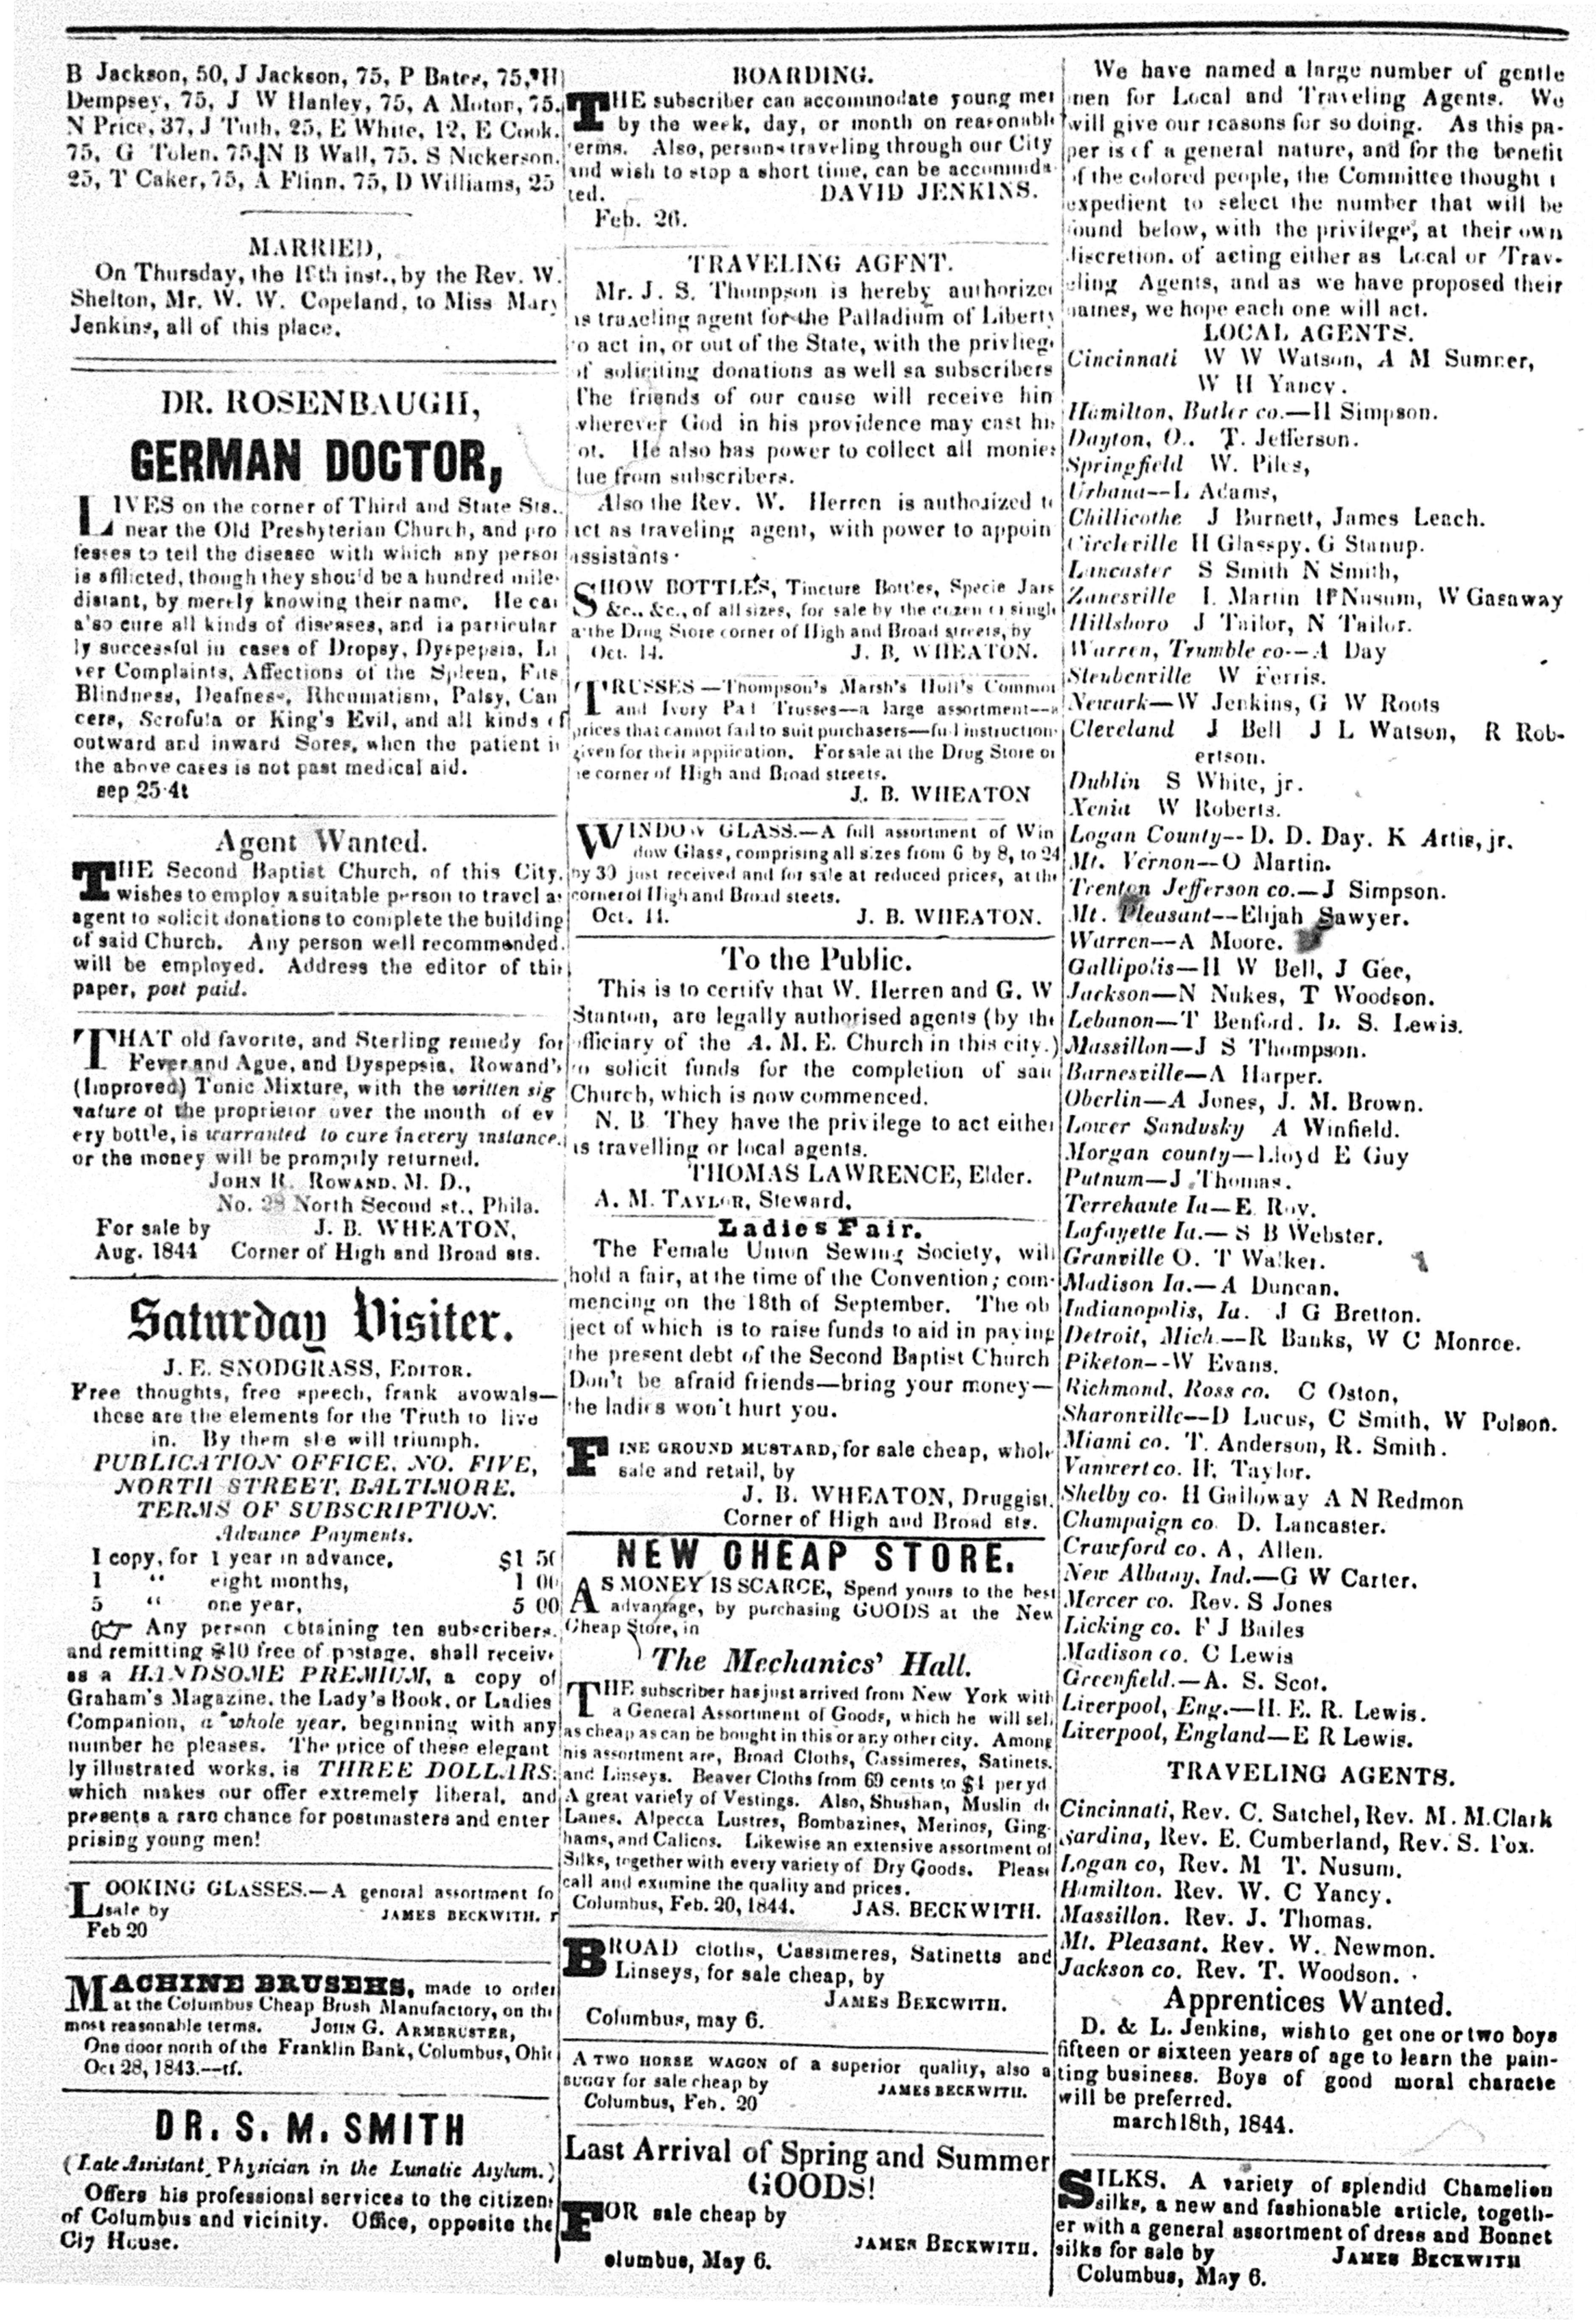 B Jackson, 50, J Jackson, 75, P Bates, 75, H
Dempsey, 75, J W Hanley, 75, A Moton, 75.
N Price, 37, J Tuth, 25, E White, 12, E Cook.
75, G Tolen. 75, N B Wall, 75. S Nickerson.
25, T Caker, 75, A Flinn, 75, D Williams, 25
MARRIED,
On Thursday, the inst., by the Rev. W.
Shelton, Mr. W. W. Copeland, to Miss Mary
Jenkins, all of this place.
DR. ROSENBAUGH,
GERMAN DOCTOR,
LIVES on the corner of Third and State Sts.,
near the Old Presbyterian Church, and pro
fesses to tell the disease with which any person
is afflicted, though they should be a hundred mile
distant, by merely knowing their name. He can
also cure all kinds of diseases, and is particular
ly successful in cases of Dropsy, Dyspepsia, Li
ver Complaints, Affections of the Spleen, Fits
Blindness, Deafness, Rheumatism, Palsy, Can
cers, Scrofula or King's Evil, and all kinds of
outward and inward Sores, when the patient in
the above cases is not past medical aid.
sep 25-4t
Agent Wanted.
THE Second Baptist Church, of this City,
wishes to employ a suitable person to travel as
agent to solicit donations to complete the building
of said Church. Any person well recommended,
will be employed. Address the editor of this
paper, post paid.
THAT old favorite, and Sterling remedy for
Fever and Ague, and Dyspepsia, Rowand's
(Improved) Tonic Mixture, with the written sig
nature of the proprietor over the month of ev
ery bottle, is warranted to cure in every instance.
or the money will be promptly returned.
JOHN R. ROWAND, M. D.,
No. 28 North Second st., Phila.
For sale by J. B. WHEATON,
Aug. 1844 Corner of High and Broad sts.
Saturday Visiter.
J. E. SNODGRASS, EDITOR.
Free thoughts, free speech, frank avowals—
these are the elements for the Truth to live
in. By them she will triumph.
PUBLICATION OFFICE, NO. FIVE,
NORTH STREET, BALTIMORE.
TERMS OF SUBSCRIPTION.
Advance Payments.
1 copy, for 1 year in advance, $1 50
1 “ eight months, 1 00
5 “ one year, 5 00
☞ Any person obtaining ten subscribers.
and remitting $10 free of postage, shall receive
as a HANDSOME PREMIUM, a copy of
Graham's Magazine, the Lady's Book, or Ladies
Companion, a whole year, beginning with any
number he pleases. The price of these elegant
ly illustrated works, is THREE DOLLARS;
which makes our offer extremely liberal, and
presents a rare chance for postmasters and enter
prising young men!
LOOKING GLASSES.—A general assortment fo
sale by JAMES BECKWITH. r
Feb 20
MACHINE BRUSEHS, made to order
at the Columbus Cheap Brush Manufactory, on the
most reasonable terms. JOHN G. ARMBRUSTER,
One door north of the Franklin Bank, Columbus, Ohio
Oct 28, 1843.—tf.
DR. S. M. SMITH
(Late Assistant Physician in the Lunatic Asylum.)
Offers his professional services to the citizens
of Columbus and vicinity. Office, opposite the
City House.
BOARDING.
THE subscriber can accommodate young men
by the week, day, or month on reasonable
terms. Also, persons traveling through our City
and wish to stop a short time, can be accommda
ted. DAVID JENKINS.
Feb. 26.
TRAVELING AGENT.
Mr. J. S. Thompson is hereby authorized
as traveling agent for the Palladium of Liberty
to act in, or out of the State, with the privliege
of soliciting donations as well sa subscribers
The friends of our cause will receive him
wherever God in his providence may cast his
lot. He also has power to collect all monies
due from subscribers.
Also the Rev. W. Herren is authorized to
act as traveling agent, with power to appoin
assistants.
SHOW BOTTLES, Tincture Bottles, Specie Jars
&c., &c., of all sizes, for sale by the dozen or single
at the Drug Store corner of High and Broad streets, by
Oct. 14. J. B. WHEATON.
TRUSSES—Thompson's Marsh's Hull's Common
and Ivory Pad Trusses—a large assortment—a
prices that cannot fail to suit purchasers—full instruction
given for their appiication. For sale at the Drug Store on
he corner of High and Broad streets.
J. B. WHEATON
WINDOW GLASS.—A full assortment of Win
dow Glass, comprising all sizes from 6 by 8, to 24
by 30 just received and for sale at reduced prices, at the
corner of High and Broad steets.
Oct. 14. J. B. WHEATON.
To the Public.
This is to certify that W. Herren and G. W
Stanton, are legally authorised agents (by the
officiary of the A. M. E. Church in this city.)
to solicit funds for the completion of said
Church, which is now commenced.
N. B. They have the privilege to act either
as travelling or local agents.
THOMAS LAWRENCE, Elder.
A. M. TAYLOR, Steward.
Ladies Fair.
The Female Union Sewing Society, will
hold a fair, at the time of the Convention; com-
mencing on the 18th of September. The ob
ject of which is to raise funds to aid in paying
the present debt of the Second Baptist Church
Don't be afraid friends—bring your money—
the ladies won't hurt you.
FINE GROUND MUSTARD, for sale cheap, whole
sale and retail, by
J. B. WHEATON, Druggist.
Corner of High and Broad sts.
NEW CHEAP STORE.
AS MONEY IS SCARCE, Spend yours to the best
advantage, by purchasing GOODS at the New
Cheap Store, in
The Mechanics' Hall.
THE subscriber has just arrived from New York with
a General Assortment of Goods, which he will sell
as cheap as can be bought in this or any other city. Among
his assortment are, Broad Cloths, Cassimeres, Satinets.
and Linseys. Beaver Cloths from 69 cents to $4 per yd
A great variety of Vestings. Also, Shushan, Muslin de
Lanes. Alpecca Lustres, Bombazines, Merinos, Ging-
hams, and Calicos. Likewise an extensive assortment of
Silks, together with every variety of Dry Goods. Please
call and exumine the quality and prices.
Columbus, Feb. 20, 1844. JAS. BECKWITH.
BROAD cloths, Cassimeres, Satinetts and
Linseys, for sale cheap, by
JAMES BEKCWITH.
Columbus, may 6.
A TWO HORSE WAGON of a superior quality, also a
BUGGY for sale cheap by JAMES BECKWITH.
Columbus, Feb. 20
Last Arrival of Spring and Summer
GOODS!
FOR sale cheap by
JAMES BECKWITH.
olumbus, May 6.
We have named a large number of gentle
men for Local and Traveling Agents. We
will give our reasons for so doing. As this pa-
per is of a general nature, and for the benefit
of the colored people, the Committee thought i
expedient to select the number that will be
found below, with the privilege, at their own
discretion. of acting either as Local or Trav-
eling Agents, and as we have proposed their
names, we hope each one will act.
LOCAL AGENTS.
Cincinnati W W Watson, A M Sumner,
W H Yancy.
Hamilton, Butler co.—H Simpson.
Dayton, O.. T. Jefferson.
Springfield W. Piles,
Urbana--L Adams,
Chillicothe J Burnett, James Leach.
Circleville H Glasspy. G Stanup.
Lancaster S Smith N Smith,
Zanesville L Martin Nusum, W Gasaway
Hillsboro J Tailor, N Tailor.
Warren, Trumble co--A Day
Steubenville W Ferris.
Newark—W Jenkins, G W Roots
Cleveland J Bell J L Watson, R Rob-
ertson.
Dublin S White, jr.
Xenia W Roberts.
Logan County-- D. D. Day. K Artis, jr.
Mt. Vernon--O Martin.
Trenton Jefferson co.—J Simpson.
Mt. Pleasant--Elijah Sawyer.
Warren—A Moore.
Gallipolis—H W Bell, J Gee,
Jackson—N Nukes, T Woodson.
Lebanon—T Benford. D. S. Lewis.
Massillon—J S Thompson.
Barnesville—A Harper.
Oberlin—A Jones, J. M. Brown.
Lower Sandusky A Winfield.
Morgan county—Lloyd E Guy
Putnum—J Thomas.
Terrehaute Ia—E. Roy.
Lafayette Ia.— S B Webster.
Granville O. T Walker.
Madison Ia.—A Duncan.
Indianopolis, Ia. J G Bretton.
Detroit, Mich.—R Banks, W C Monroe.
Piketon--W Evans.
Richmond, Ross co. C Oston,
Sharonville--D Lucus, C Smith, W Polson.
Miami co. T. Anderson, R. Smith.
Vanwert co. W. Taylor.
Shelby co. H Galloway A N Redmon
Champaign co. D. Lancaster.
Crawford co. A, Allen.
New Albany, Ind.—G W Carter.
Mercer co. Rev. S Jones
Licking co. F J Bailes
Madison co. C Lewis
Greenfield.—A. S. Scot.
Liverpool, Eng.—H. E. R. Lewis.
Liverpool, England—E R Lewis.
TRAVELING AGENTS.
Cincinnati, Rev. C. Satchel, Rev. M. M. Clark
Sardina, Rev. E. Cumberland, Rev. S. Fox.
Logan co, Rev. M T. Nusum.
Hamilton. Rev. W. C Yancy.
Massillon. Rev. J. Thomas.
Mt. Pleasant. Rev. W. Newmon.
Jackson co. Rev. T. Woodson.
Apprentices Wanted.
D. & L. Jenkins, wish to get one or two boys
fifteen or sixteen years of age to learn the pain-
ting business. Boys of good moral characte
will be preferred.
march 18th, 1844.
SILKS. A variety of splendid Chamelion
silks, a new and fashionable article, togeth-
er with a general assortment of dress and Bonnet
silks for sale by JAMES BECKWITH
Columbus, May 6.